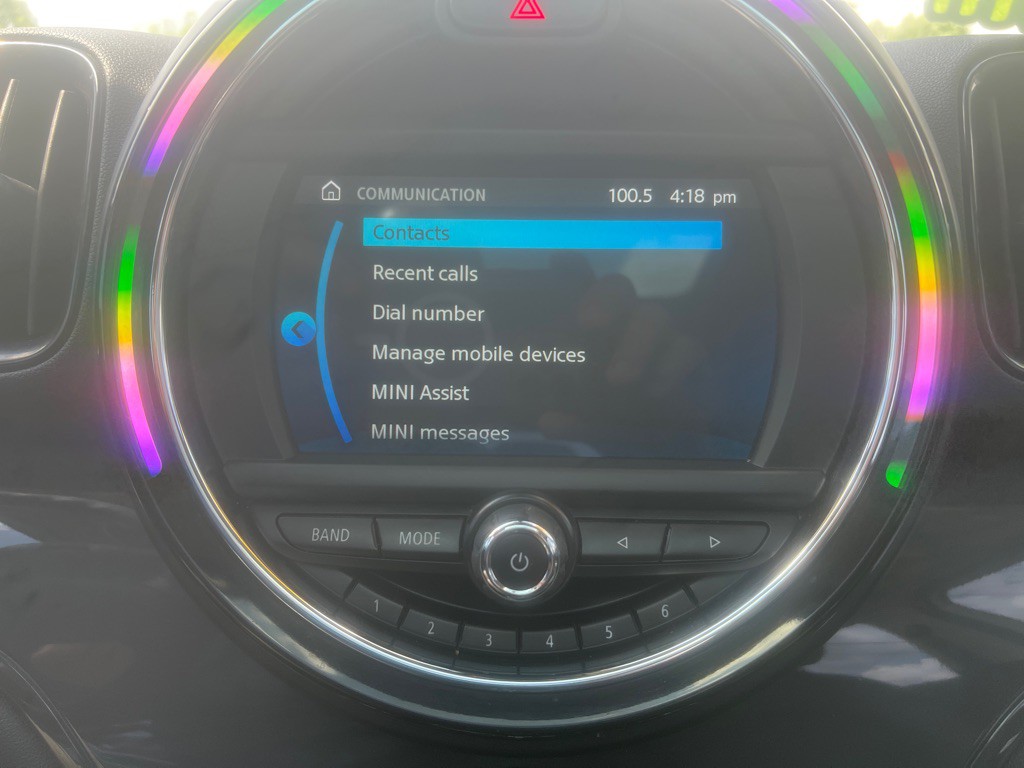 COMMUNICATION 100.5 4:18 pm
Contacts
Recent calls
Dial number
Manage mobile devices
MINI Assist
MINI messages
BAND MODE
1 2 3 4 5 6